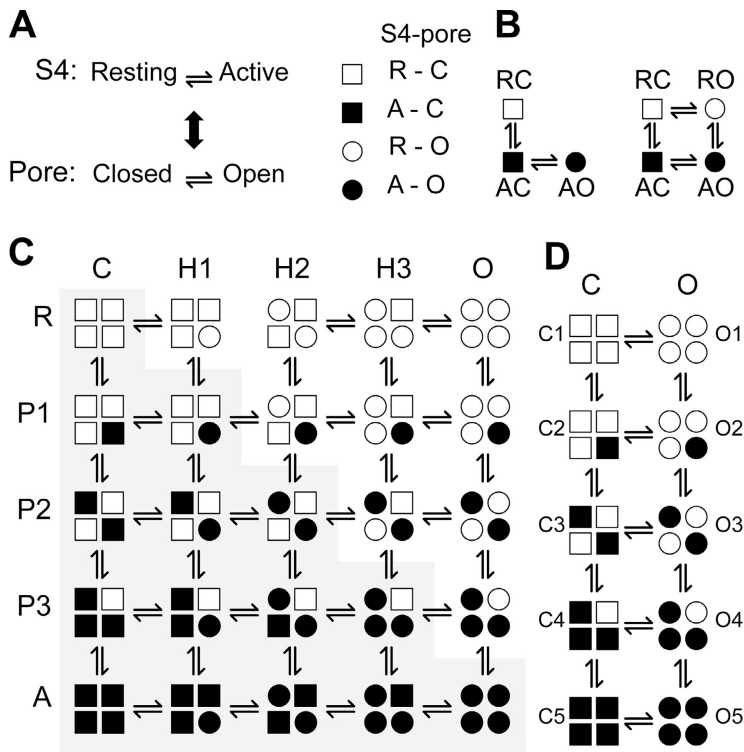 A
S4: Resting ⇌ Active
Pore: Closed ⇌ Open
S4-pore
R - C
A - C
R - O
A - O
B
RC
AC AO
RC RO
AC AO
C
C H1 H2 H3 O
R
P1
P2
P3
A
D
C O
C1 O1
C2 O2
C3 O3
C4 O4
C5 O5